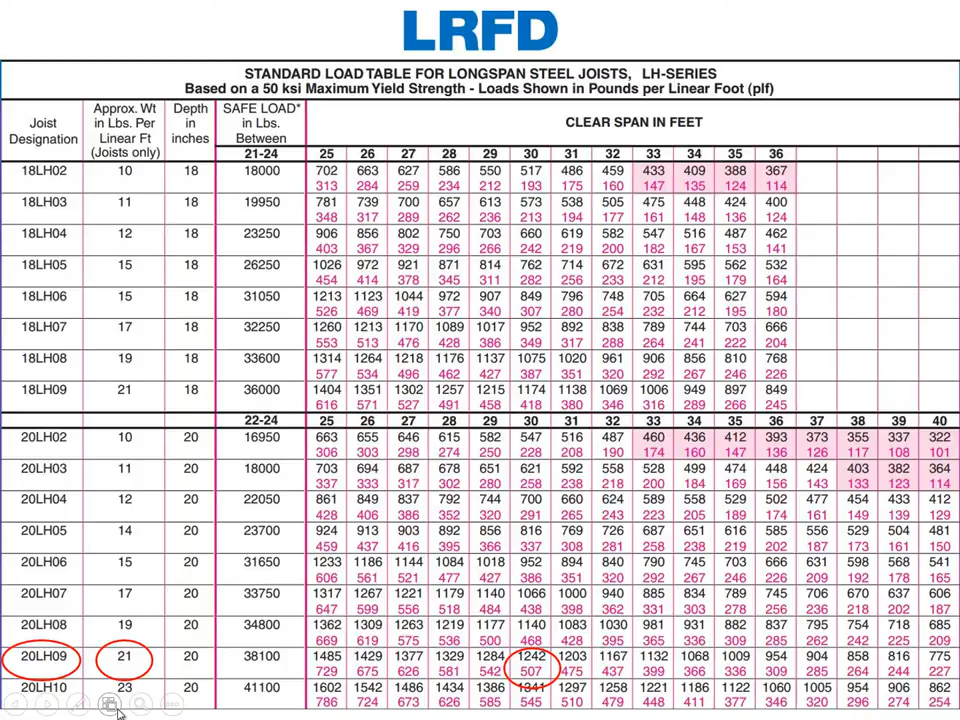 LRFD
STANDARD LOAD TABLE FOR LONGSPAN STEEL JOISTS, LH-SERIES
Based on a 50 ksi Maximum Yield Strength - Loads Shown in Pounds per Linear Foot (plf)
Joist Designation Approx. Wt in Lbs. Per Linear Ft (Joists only) Depth in inches SAFE LOAD* in Lbs. Between CLEAR SPAN IN FEET
21-24 25 26 27 28 29 30 31 32 33 34 35 36
18LH02 10 18 18000 702 663 627 586 550 517 486 459 433 409 388 367
313 284 259 234 212 193 175 160 147 135 124 114
18LH03 11 18 19950 781 739 700 657 613 573 538 505 475 448 424 400
348 317 289 262 236 213 194 177 161 148 136 124
18LH04 12 18 23250 906 856 802 750 703 660 619 582 547 516 487 462
403 367 329 296 266 242 219 200 182 167 153 141
18LH05 15 18 26250 1026 972 921 871 814 762 714 672 631 595 562 532
454 414 378 345 311 282 256 233 212 195 179 164
18LH06 15 18 31050 1213 1123 1044 972 907 849 796 748 705 664 627 594
526 469 419 377 340 307 280 254 232 212 195 180
18LH07 17 18 32250 1260 1213 1170 1089 1017 952 892 838 789 744 703 666
553 513 476 428 386 349 317 288 264 241 222 204
18LH08 19 18 33600 1314 1264 1218 1176 1137 1075 1020 961 906 856 810 768
577 534 496 462 427 387 351 320 292 267 246 226
18LH09 21 18 36000 1404 1351 1302 1257 1215 1174 1138 1069 1006 949 897 849
616 571 527 491 458 418 380 346 316 289 266 245
22-24 25 26 27 28 29 30 31 32 33 34 35 36 37 38 39 40
20LH02 10 20 16950 663 655 646 615 582 547 516 487 460 436 412 393 373 355 337 322
306 303 298 274 250 228 208 190 174 160 147 136 126 117 108 101
20LH03 11 20 18000 703 694 687 678 651 621 592 558 528 499 474 448 424 403 382 364
337 333 317 302 280 258 238 218 200 184 169 156 143 133 123 114
20LH04 12 20 22050 861 849 837 792 744 700 660 624 589 558 529 502 477 454 433 412
428 406 386 352 320 291 265 243 223 205 189 174 161 149 139 129
20LH05 14 20 23700 924 913 903 892 856 816 769 726 687 651 616 585 556 529 504 481
459 437 416 395 366 337 308 281 258 238 219 202 187 173 161 150
20LH06 15 20 31650 1233 1186 1144 1084 1018 952 894 840 790 745 703 666 631 598 568 541
606 561 521 477 427 386 351 320 292 267 246 226 209 192 178 165
20LH07 17 20 33750 1317 1267 1221 1179 1140 1066 1000 940 885 834 789 745 706 670 637 606
647 599 556 518 484 438 398 362 331 303 278 256 236 218 202 187
20LH08 19 20 34800 1362 1309 1263 1219 1177 1140 1083 1030 981 931 882 837 795 754 718 685
669 619 575 536 500 468 428 395 365 336 309 285 262 242 225 209
20LH09 21 20 38100 1485 1429 1377 1329 1284 1242 1203 1167 1132 1068 1009 954 904 858 816 775
729 675 626 581 542 507 475 437 399 366 336 309 285 264 244 227
20LH10 23 20 41100 1602 1542 1486 1434 1386 1341 1297 1258 1221 1186 1122 1060 1005 954 906 862
786 724 673 626 585 545 510 479 448 411 377 346 320 296 274 254